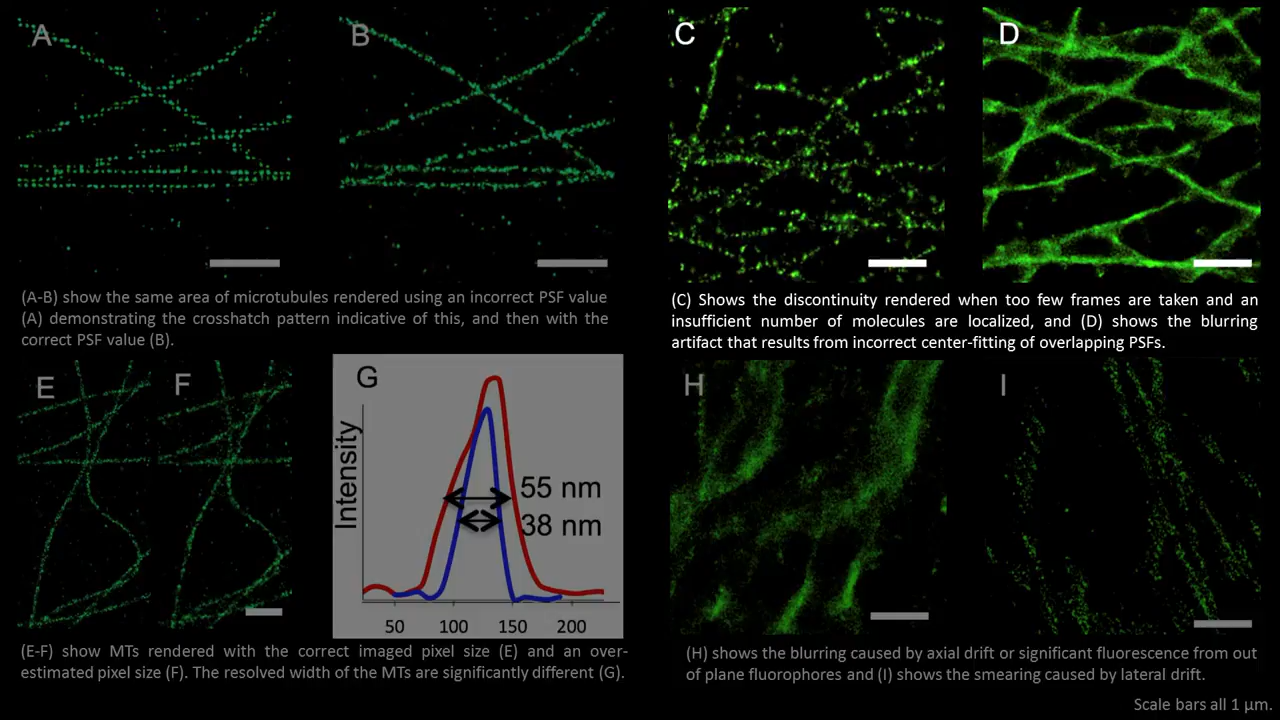 A
B
C
D
(A-B) show the same area of microtubules rendered using an incorrect PSF value
(A) demonstrating the crosshatch pattern indicative of this, and then with the
correct PSF value (B).
(C) Shows the discontinuity rendered when too few frames are taken and an
insufficient number of molecules are localized, and (D) shows the blurring
artifact that results from incorrect center-fitting of overlapping PSFs.
E
F
G
Intensity
55 nm
38 nm
50 100 150 200
H
I
(E-F) show MTs rendered with the correct imaged pixel size (E) and an over-
estimated pixel size (F). The resolved width of the MTs are significantly different (G).
(H) shows the blurring caused by axial drift or significant fluorescence from out
of plane fluorophores and (I) shows the smearing caused by lateral drift.
Scale bars all 1 µm.